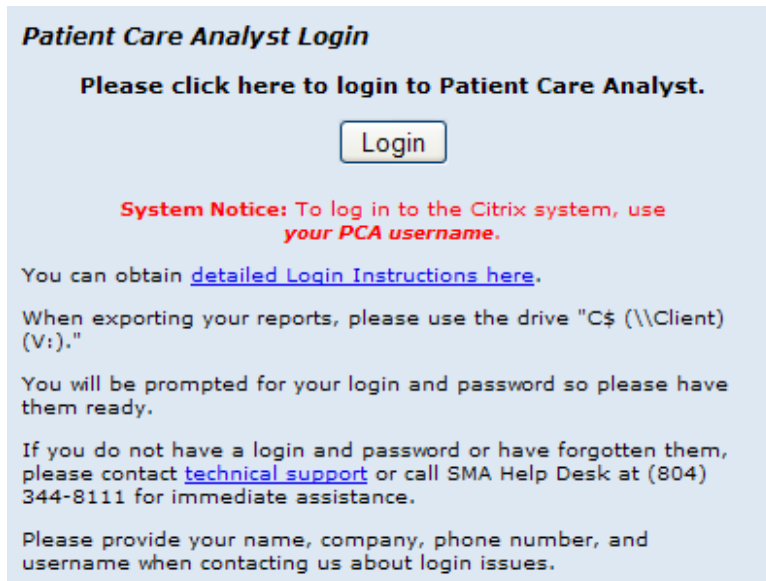 Patient Care Analyst Login
Please click here to login to Patient Care Analyst.
Login
System Notice: To log in to the Citrix system, use
your PCA username.
You can obtain detailed Login Instructions here.
When exporting your reports, please use the drive "C$ (\\Client)
(V:)."
You will be prompted for your login and password so please have
them ready.
If you do not have a login and password or have forgotten them,
please contact technical support or call SMA Help Desk at (804)
344-8111 for immediate assistance.
Please provide your name, company, phone number, and
username when contacting us about login issues.